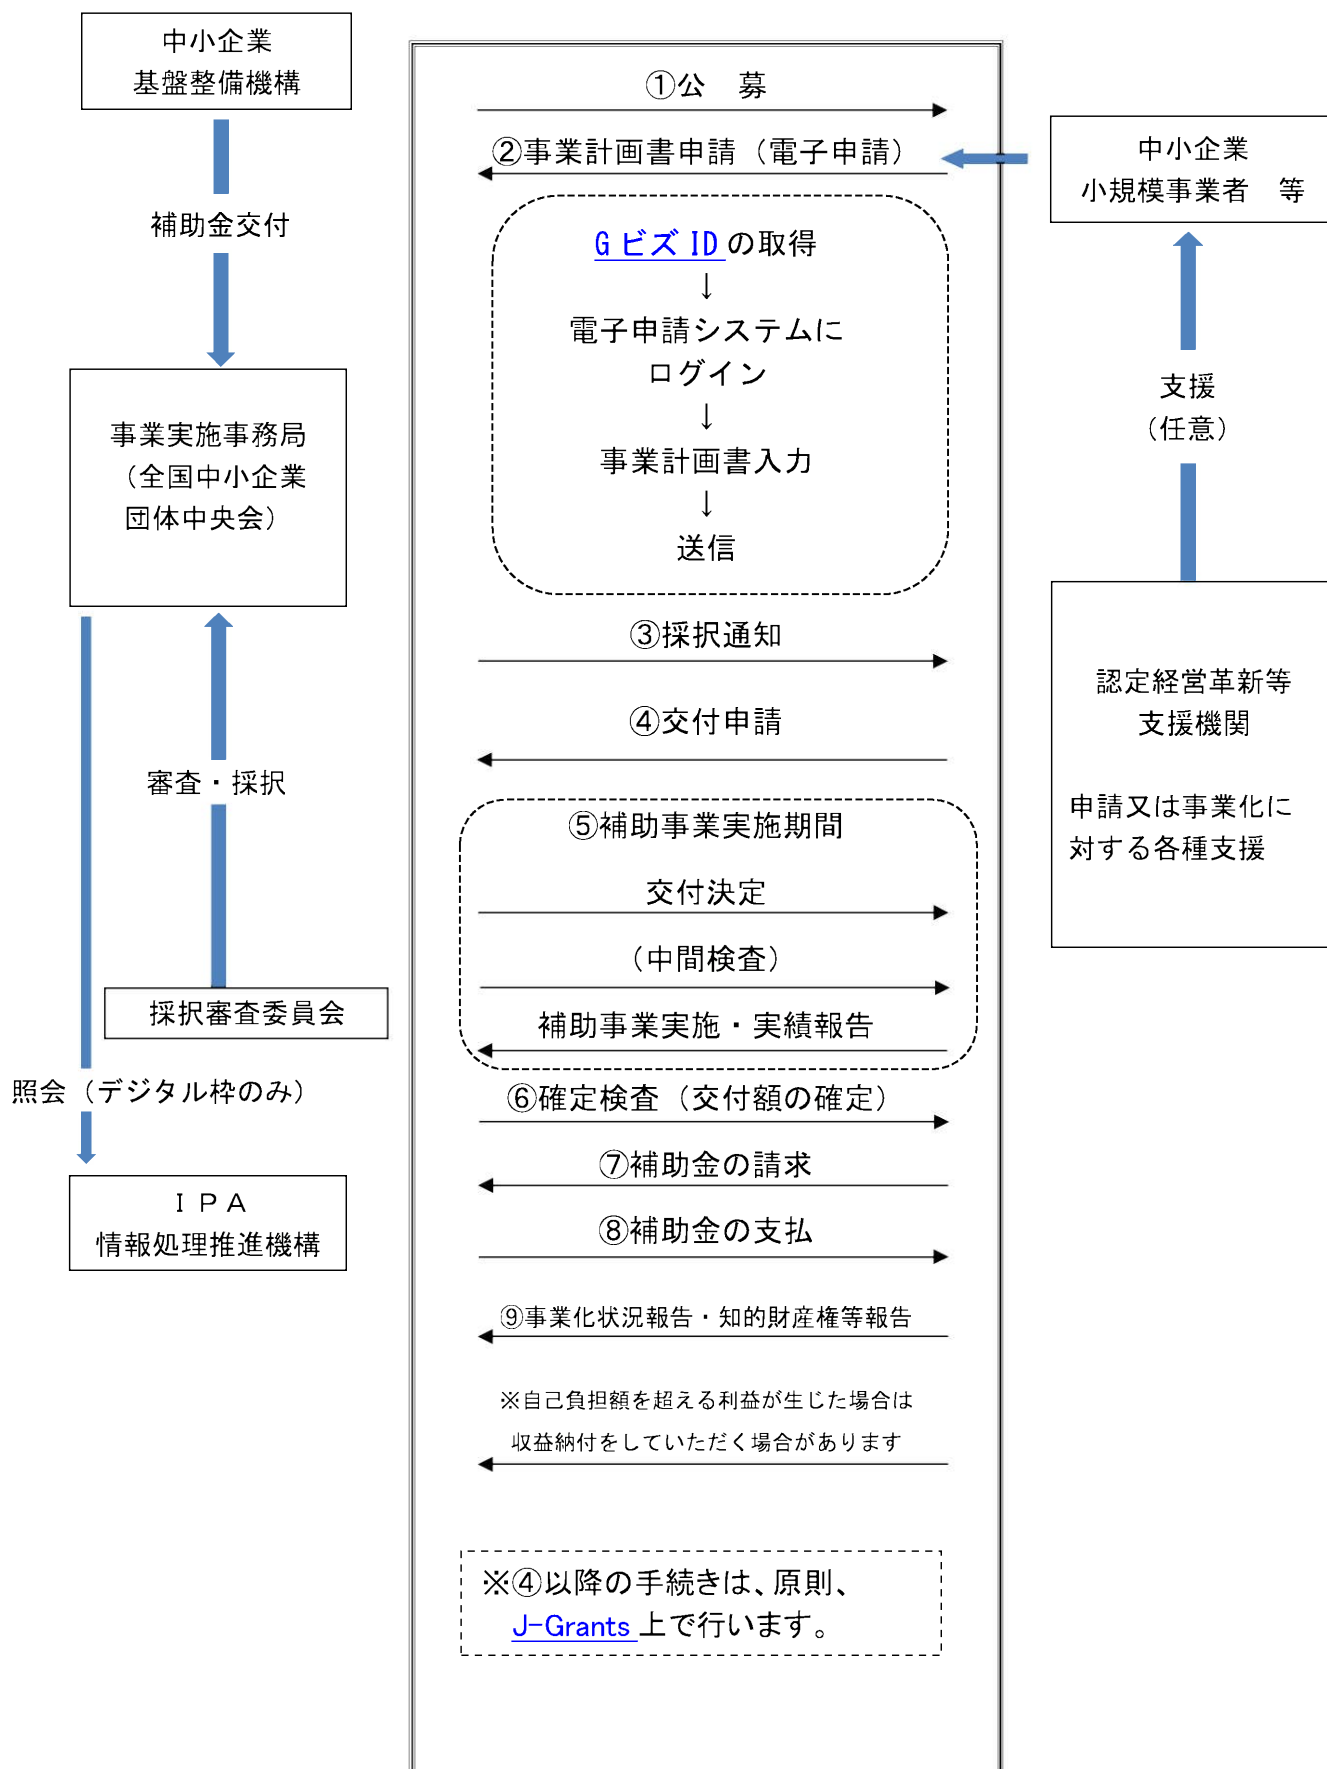 中小企業
基盤整備機構
補助金交付
事業実施事務局
（全国中小企業
団体中央会）
審査・採択
採択審査委員会
照会（デジタル枠のみ）
ＩＰＡ
情報処理推進機構
①公　募
②事業計画書申請（電子申請）
GビズIDの取得
↓
電子申請システムに
ログイン
↓
事業計画書入力
↓
送信
③採択通知
④交付申請
⑤補助事業実施期間
交付決定
（中間検査）
補助事業実施・実績報告
⑥確定検査（交付額の確定）
⑦補助金の請求
⑧補助金の支払
⑨事業化状況報告・知的財産権等報告
※自己負担額を超える利益が生じた場合は
収益納付をしていただく場合があります
※④以降の手続きは、原則、
J-Grants上で行います。
中小企業
小規模事業者　等
支援
（任意）
認定経営革新等
支援機関
申請又は事業化に
対する各種支援